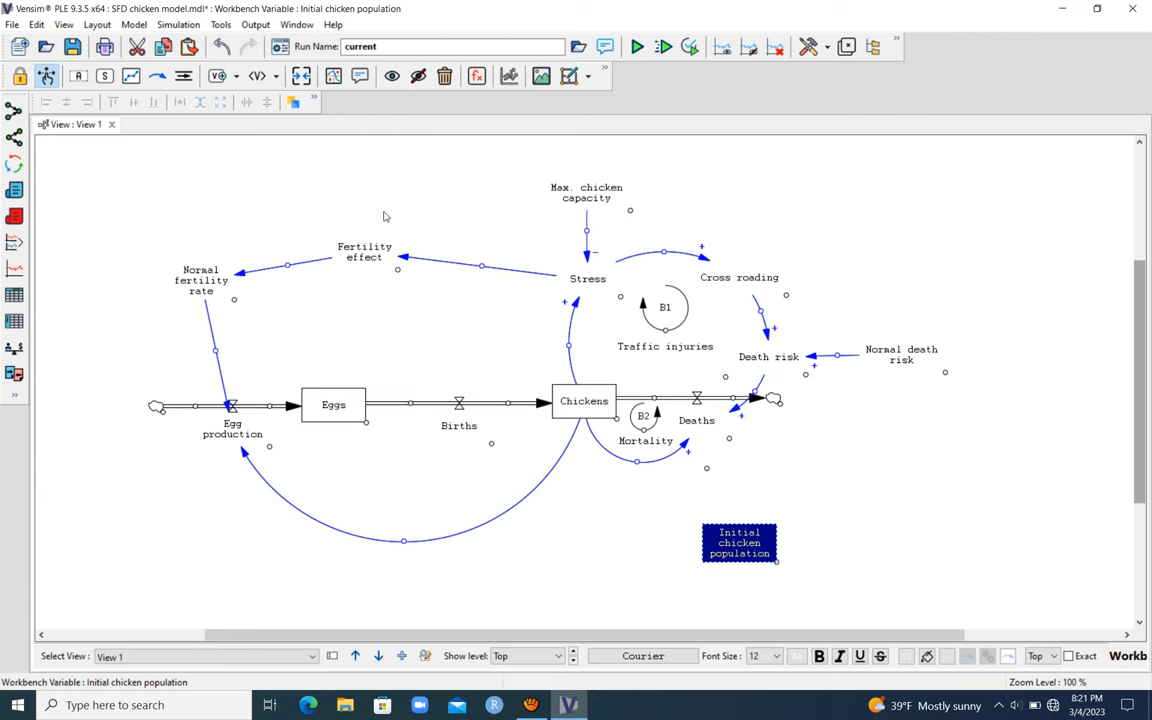 Vensim® PLE 9.3.5 x64 : SFD chicken model.mdl* : Workbench Variable : Initial chicken population
File Edit View Layout Model Simulation Tools Output Window Help
Run Name: current
A S V <V> fx
View : View 1
Max. chicken
capacity
Fertility
effect
Normal
fertility
rate
Stress
Cross roading
B1
Traffic injuries
Death risk
Normal death
risk
Eggs
Chickens
Egg
production
Births
B2
Deaths
Mortality
Initial
chicken
population
Select View: View 1 Show level: Top Courier Font Size: 12 B I U S Top Exact Workb
Workbench Variable : Initial chicken population Zoom Level : 100 %
Type here to search R 39°F Mostly sunny 8:21 PM
3/4/2023